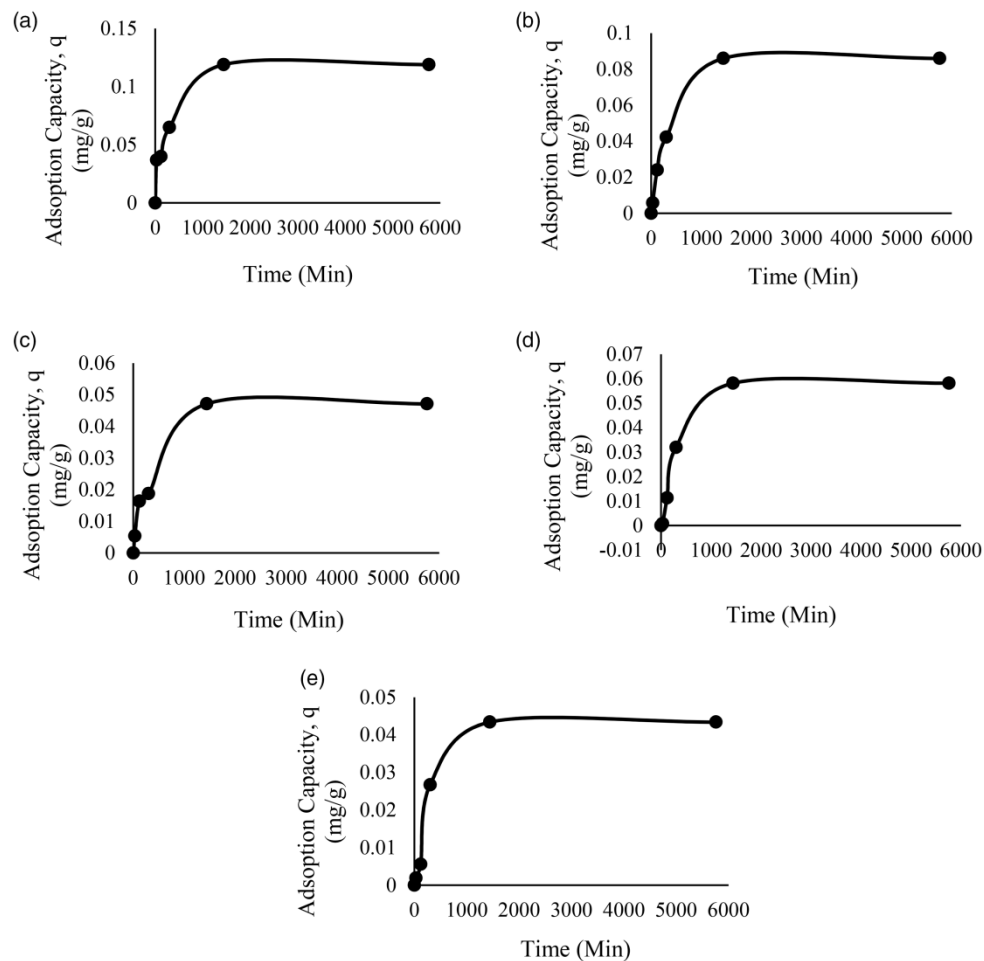 (a)
Adsoption Capacity, q
(mg/g)
0.15
0.1
0.05
0
0 1000 2000 3000 4000 5000 6000
Time (Min)
(b)
Adsoption Capacity, q
(mg/g)
0.1
0.08
0.06
0.04
0.02
0
0 1000 2000 3000 4000 5000 6000
Time (Min)
(c)
Adsoption Capacity, q
(mg/g)
0.06
0.05
0.04
0.03
0.02
0.01
0
0 1000 2000 3000 4000 5000 6000
Time (Min)
(d)
Adsoption Capacity, q
(mg/g)
0.07
0.06
0.05
0.04
0.03
0.02
0.01
0
-0.01
0 1000 2000 3000 4000 5000 6000
Time (Min)
(e)
Adsoption Capacity, q
(mg/g)
0.05
0.04
0.03
0.02
0.01
0
0 1000 2000 3000 4000 5000 6000
Time (Min)